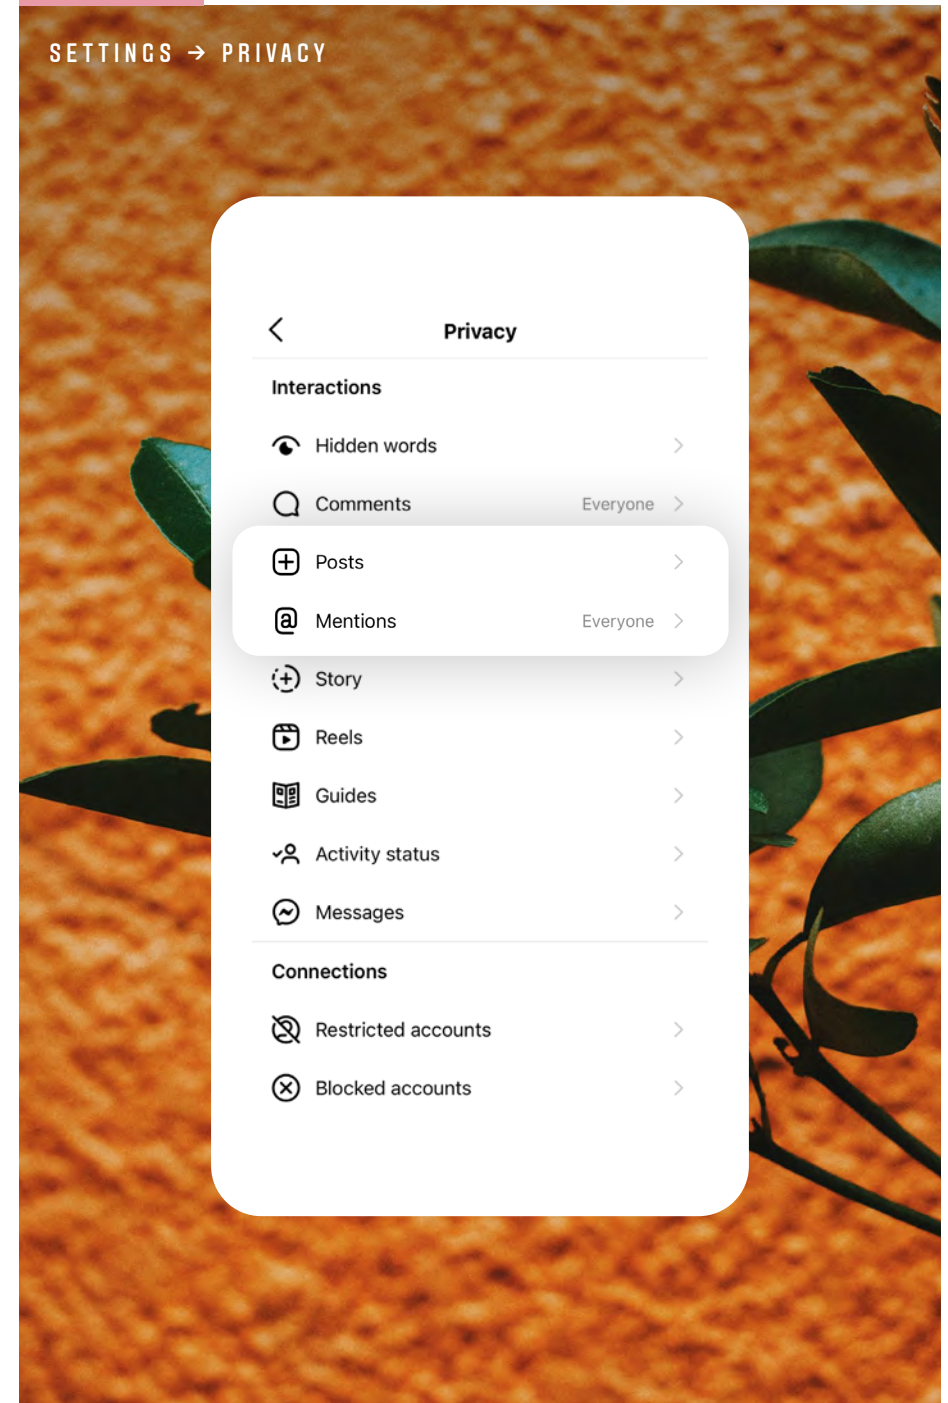 SETTINGS → PRIVACY
Privacy
Interactions
Hidden words
Comments Everyone
Posts
Mentions Everyone
Story
Reels
Guides
Activity status
Messages
Connections
Restricted accounts
Blocked accounts